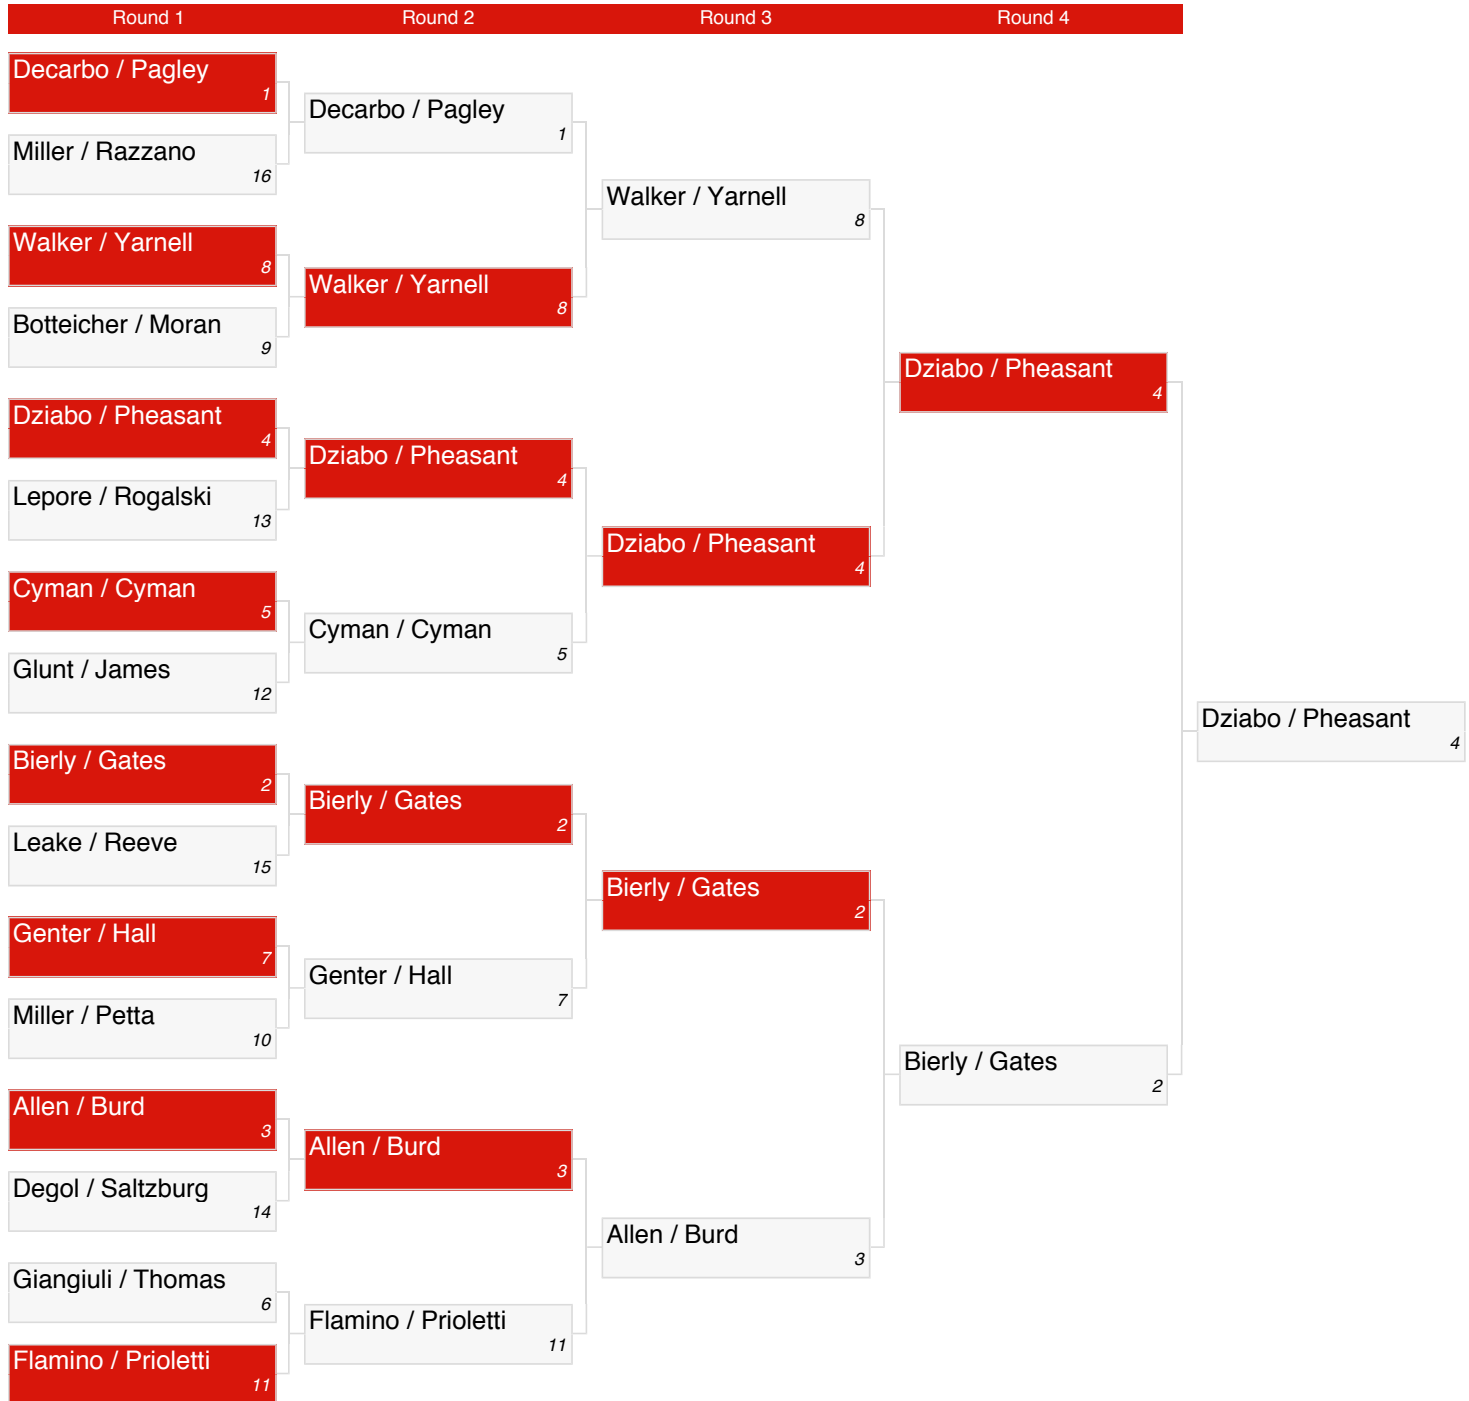 Round 1
Round 2
Round 3
Round 4
Decarbo / Pagley
1
Miller / Razzano
16
Walker / Yarnell
8
Botteicher / Moran
9
Dziabo / Pheasant
4
Lepore / Rogalski
13
Cyman / Cyman
5
Glunt / James
12
Bierly / Gates
2
Leake / Reeve
15
Genter / Hall
7
Miller / Petta
10
Allen / Burd
3
Degol / Saltzburg
14
Giangiuli / Thomas
6
Flamino / Prioletti
11
Decarbo / Pagley
1
Walker / Yarnell
8
Dziabo / Pheasant
4
Cyman / Cyman
5
Bierly / Gates
2
Genter / Hall
7
Allen / Burd
3
Flamino / Prioletti
11
Walker / Yarnell
8
Dziabo / Pheasant
4
Bierly / Gates
2
Allen / Burd
3
Dziabo / Pheasant
4
Bierly / Gates
2
Dziabo / Pheasant
4